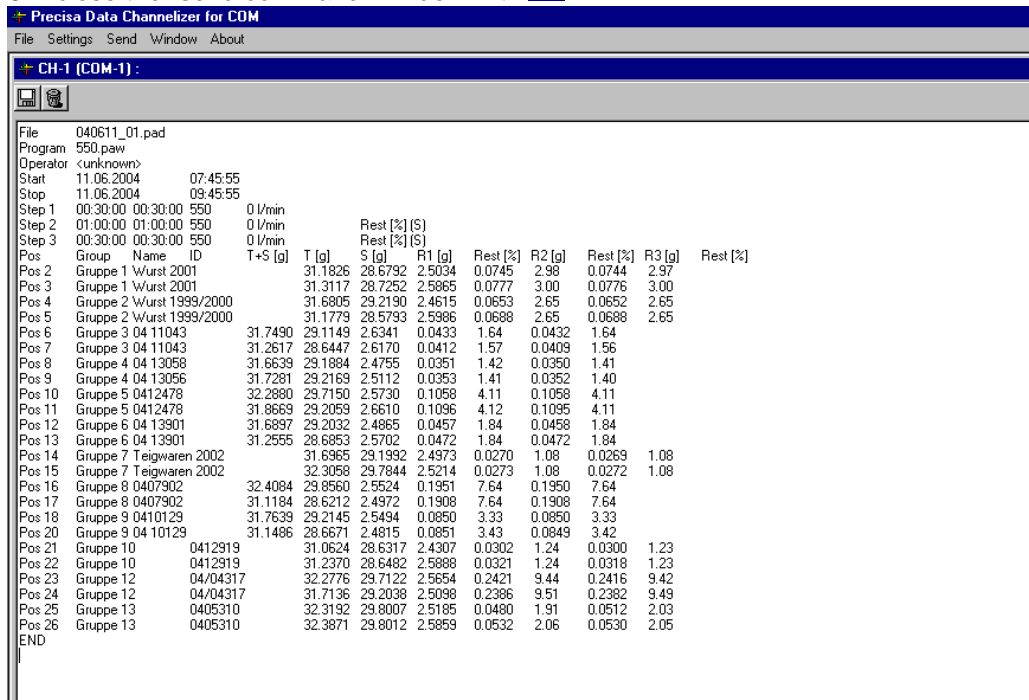 Precisa Data Channelizer for COM
File Settings Send Window About
CH-1 (COM-1) :
File 040611_01.pad
Program 550.paw
Operator <unknown>
Start 11.06.2004 07:45:55
Stop 11.06.2004 09:45:55
Step 1 00:30:00 00:30:00 550 0 l/min
Step 2 01:00:00 01:00:00 550 0 l/min Rest [%] (S)
Step 3 00:30:00 00:30:00 550 0 l/min Rest [%] (S)
Pos Group Name ID T+S [g] T [g] S [g] R1 [g] Rest [%] R2 [g] Rest [%] R3 [g] Rest [%]
Pos 2 Gruppe 1 Wurst 2001 31.1826 28.6792 2.5034 0.0745 2.98 0.0744 2.97
Pos 3 Gruppe 1 Wurst 2001 31.3117 28.7252 2.5865 0.0777 3.00 0.0776 3.00
Pos 4 Gruppe 2 Wurst 1999/2000 31.6805 29.2190 2.4615 0.0653 2.65 0.0652 2.65
Pos 5 Gruppe 2 Wurst 1999/2000 31.1779 28.5793 2.5986 0.0688 2.65 0.0688 2.65
Pos 6 Gruppe 3 04 11043 31.7490 29.1149 2.6341 0.0433 1.64 0.0432 1.64
Pos 7 Gruppe 3 04 11043 31.2617 28.6447 2.6170 0.0412 1.57 0.0409 1.56
Pos 8 Gruppe 4 04 13058 31.6639 29.1884 2.4755 0.0351 1.42 0.0350 1.41
Pos 9 Gruppe 4 04 13056 31.7281 29.2169 2.5112 0.0353 1.41 0.0352 1.40
Pos 10 Gruppe 5 0412478 32.2880 29.7150 2.5730 0.1058 4.11 0.1058 4.11
Pos 11 Gruppe 5 0412478 31.8669 29.2059 2.6610 0.1096 4.12 0.1095 4.11
Pos 12 Gruppe 6 04 13901 31.6897 29.2032 2.4865 0.0457 1.84 0.0458 1.84
Pos 13 Gruppe 6 04 13901 31.2555 28.6853 2.5702 0.0472 1.84 0.0472 1.84
Pos 14 Gruppe 7 Teigwaren 2002 31.6965 29.1992 2.4973 0.0270 1.08 0.0269 1.08
Pos 15 Gruppe 7 Teigwaren 2002 32.3058 29.7844 2.5214 0.0273 1.08 0.0272 1.08
Pos 16 Gruppe 8 0407902 32.4084 29.8560 2.5524 0.1951 7.64 0.1950 7.64
Pos 17 Gruppe 8 0407902 31.1184 28.6212 2.4972 0.1908 7.64 0.1908 7.64
Pos 18 Gruppe 9 0410129 31.7639 29.2145 2.5494 0.0850 3.33 0.0850 3.33
Pos 20 Gruppe 9 04 10129 31.1486 28.6671 2.4815 0.0851 3.43 0.0849 3.42
Pos 21 Gruppe 10 0412919 31.0624 28.6317 2.4307 0.0302 1.24 0.0300 1.23
Pos 22 Gruppe 10 0412919 31.2370 28.6482 2.5888 0.0321 1.24 0.0318 1.23
Pos 23 Gruppe 12 04/04317 32.2776 29.7122 2.5654 0.2421 9.44 0.2416 9.42
Pos 24 Gruppe 12 04/04317 31.7136 29.2038 2.5098 0.2386 9.51 0.2382 9.49
Pos 25 Gruppe 13 0405310 32.3192 29.8007 2.5185 0.0480 1.91 0.0512 2.03
Pos 26 Gruppe 13 0405310 32.3871 29.8012 2.5859 0.0532 2.06 0.0530 2.05
END